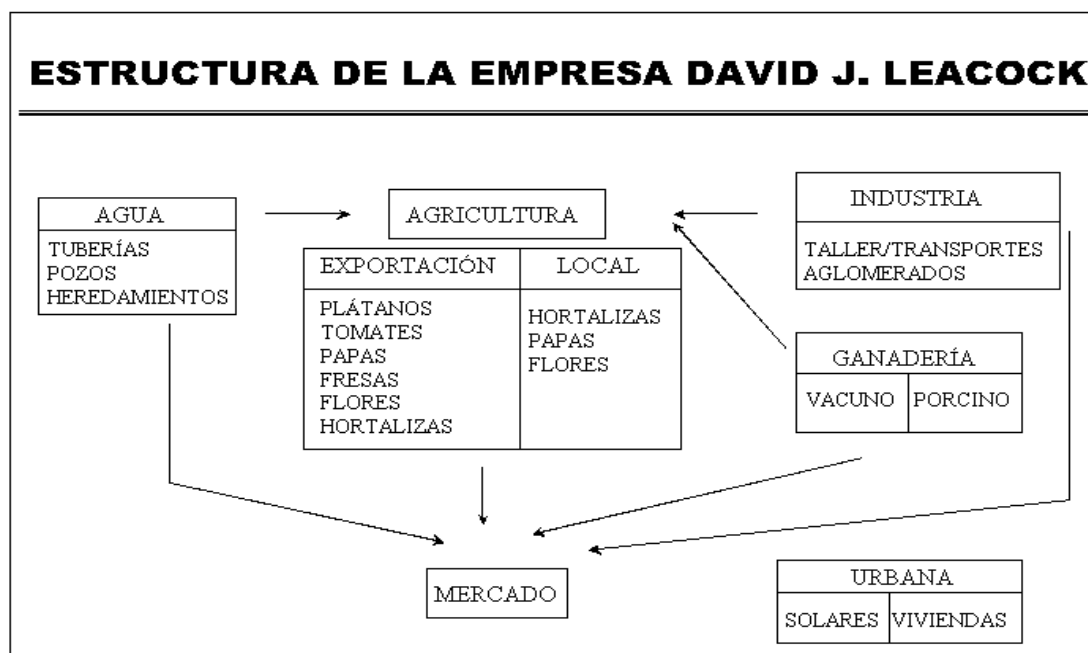 ESTRUCTURA DE LA EMPRESA DAVID J. LEACOCK
AGUA
TUBERÍAS
POZOS
HEREDAMIENTOS
AGRICULTURA
EXPORTACIÓN
PLÁTANOS
TOMATES
PAPAS
FRESAS
FLORES
HORTALIZAS
LOCAL
HORTALIZAS
PAPAS
FLORES
INDUSTRIA
TALLER/TRANSPORTES
AGLOMERADOS
GANADERÍA
VACUNO
PORCINO
MERCADO
URBANA
SOLARES
VIVIENDAS